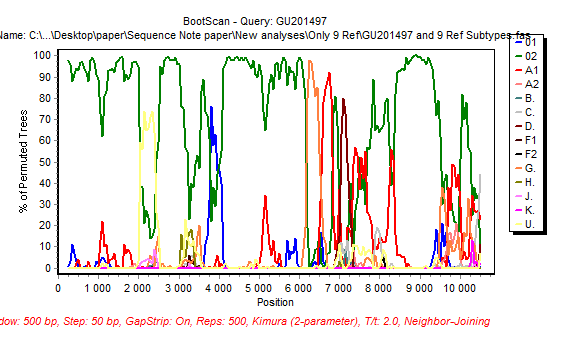 BootScan - Query: GU201497
Name: C:\...\Desktop\paper\Sequence Note paper\New analyses\Only 9 Ref\GU201497 and 9 Ref Subtypes.fas
% of Permuted Trees
100
90
80
70
60
50
40
30
20
10
0
0
1 000
2 000
3 000
4 000
5 000
6 000
7 000
8 000
9 000
10 000
Position
01
02
A1
A2
B.
C.
D.
F1
F2
G.
H.
J.
K.
U.
500 bp, Step: 50 bp, GapStrip: On, Reps: 500, Kimura (2-parameter), T/t: 2.0, Neighbor-Joining